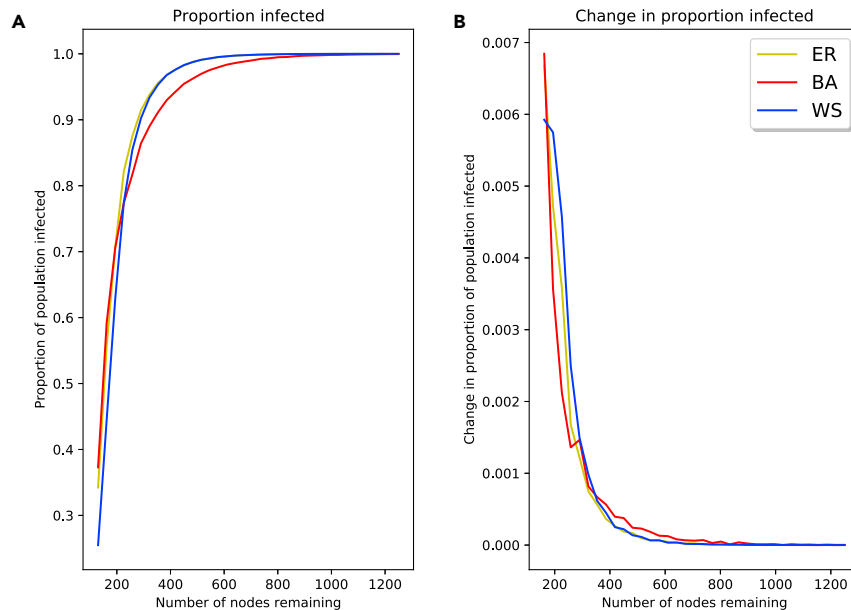 A
Proportion infected
Proportion of population infected
1.0
0.9
0.8
0.7
0.6
0.5
0.4
0.3
200 400 600 800 1000 1200
Number of nodes remaining
B
Change in proportion infected
Change in proportion of population infected
0.007
0.006
0.005
0.004
0.003
0.002
0.001
0.000
200 400 600 800 1000 1200
Number of nodes remaining
ER
BA
WS